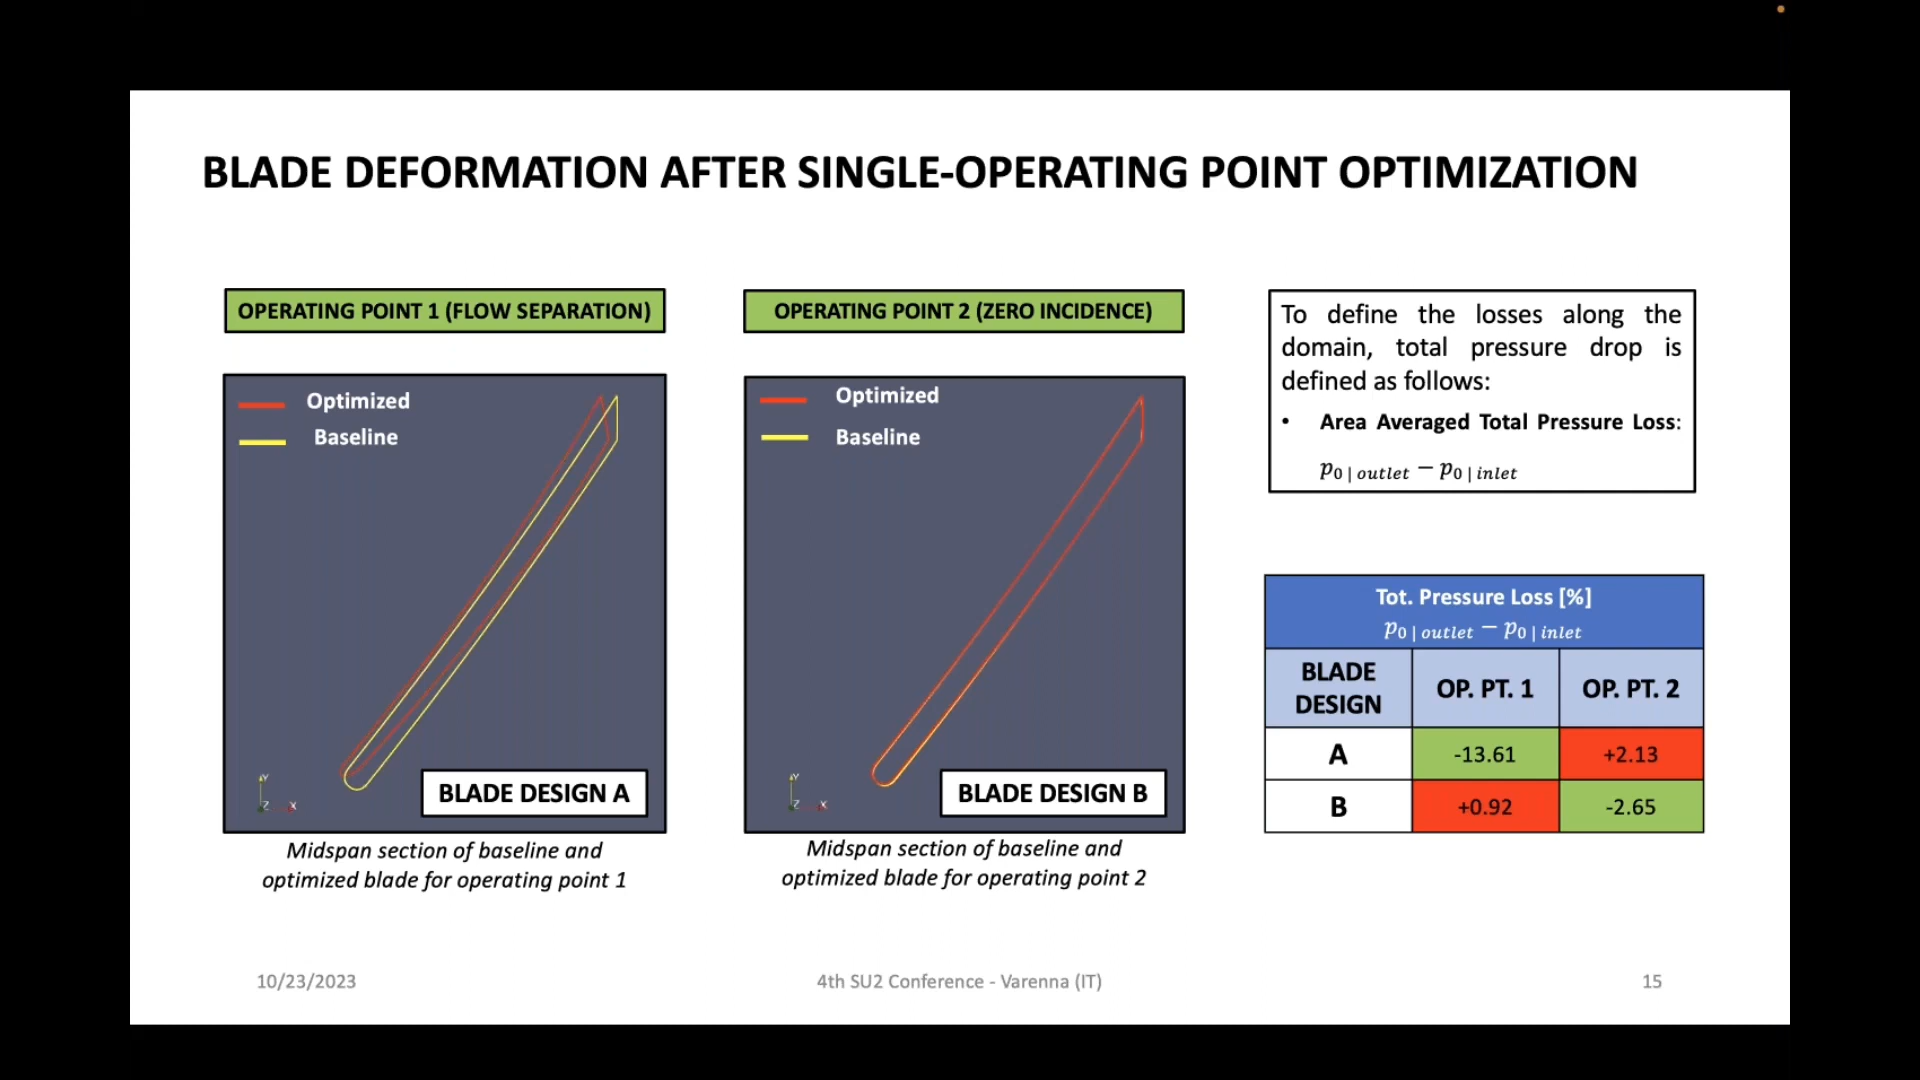 BLADE DEFORMATION AFTER SINGLE-OPERATING POINT OPTIMIZATION
OPERATING POINT 1 (FLOW SEPARATION)
Optimized
Baseline
Y
Z X
BLADE DESIGN A
Midspan section of baseline and
optimized blade for operating point 1
OPERATING POINT 2 (ZERO INCIDENCE)
Optimized
Baseline
Y
Z X
BLADE DESIGN B
Midspan section of baseline and
optimized blade for operating point 2
To define the losses along the
domain, total pressure drop is
defined as follows:
• Area Averaged Total Pressure Loss:
p0 | outlet − p0 | inlet
Tot. Pressure Loss [%]
p0 | outlet − p0 | inlet
BLADE
DESIGN
OP. PT. 1
OP. PT. 2
A
-13.61
+2.13
B
+0.92
-2.65
10/23/2023
4th SU2 Conference - Varenna (IT)
15